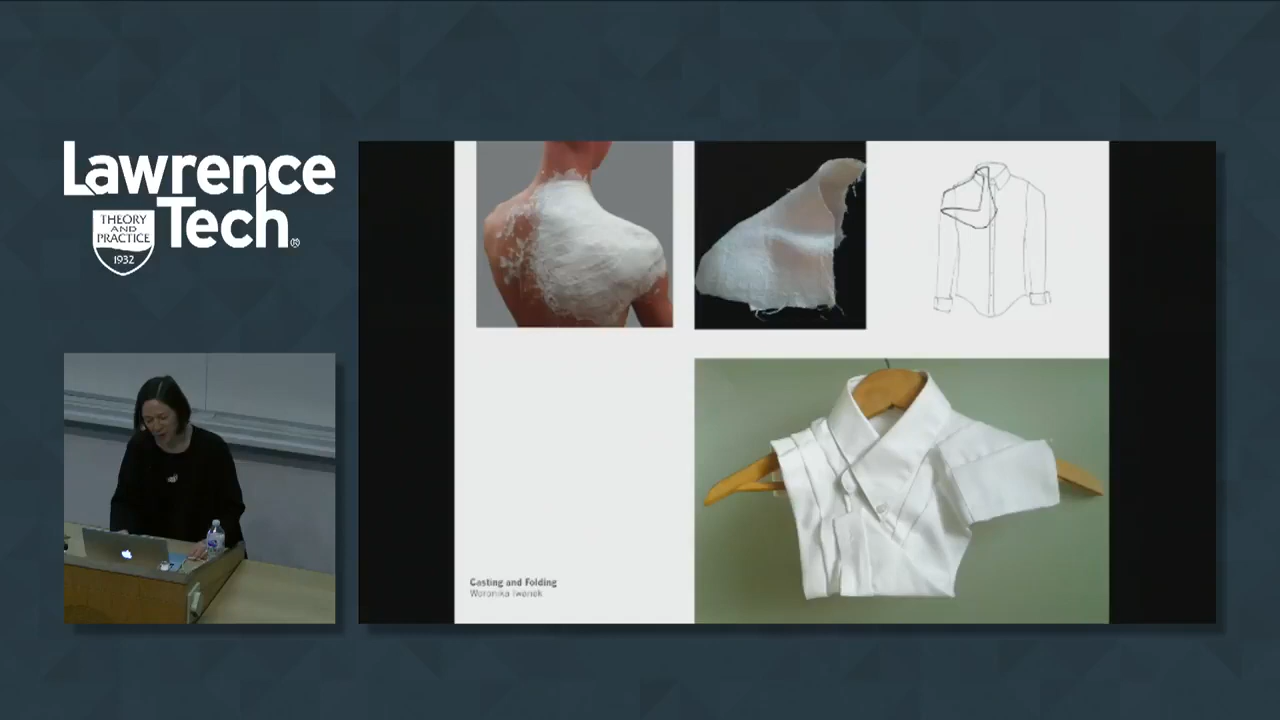 Lawrence
Tech®
THEORY
AND
PRACTICE
1932
Casting and Folding
Weronika Iwanek